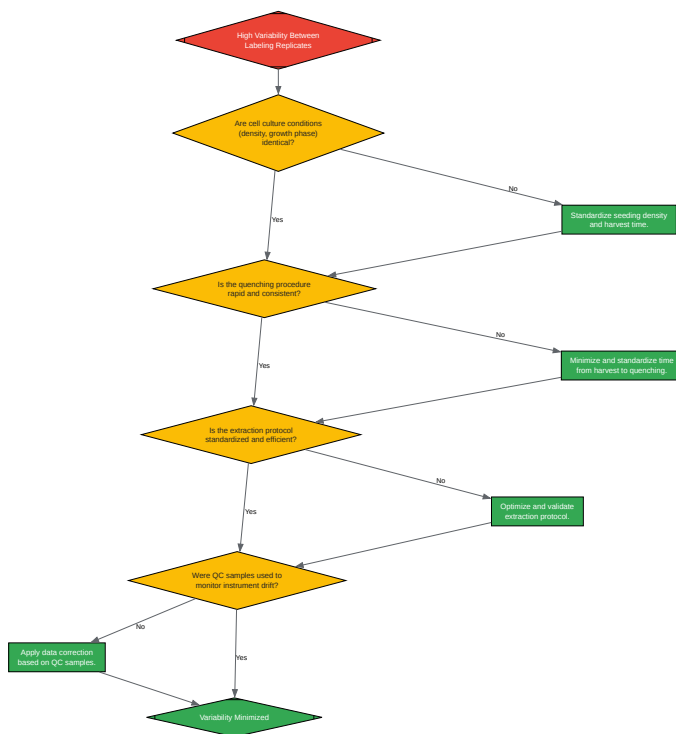 High Variability Between
Labeling Replicates
Are cell culture conditions
(density, growth phase)
identical?
No
Yes
Standardize seeding density
and harvest time.
Is the quenching procedure
rapid and consistent?
No
Yes
Minimize and standardize time
from harvest to quenching.
Is the extraction protocol
standardized and efficient?
No
Yes
Optimize and validate
extraction protocol.
Were QC samples used to
monitor instrument drift?
No
Yes
Apply data correction
based on QC samples.
Variability Minimized